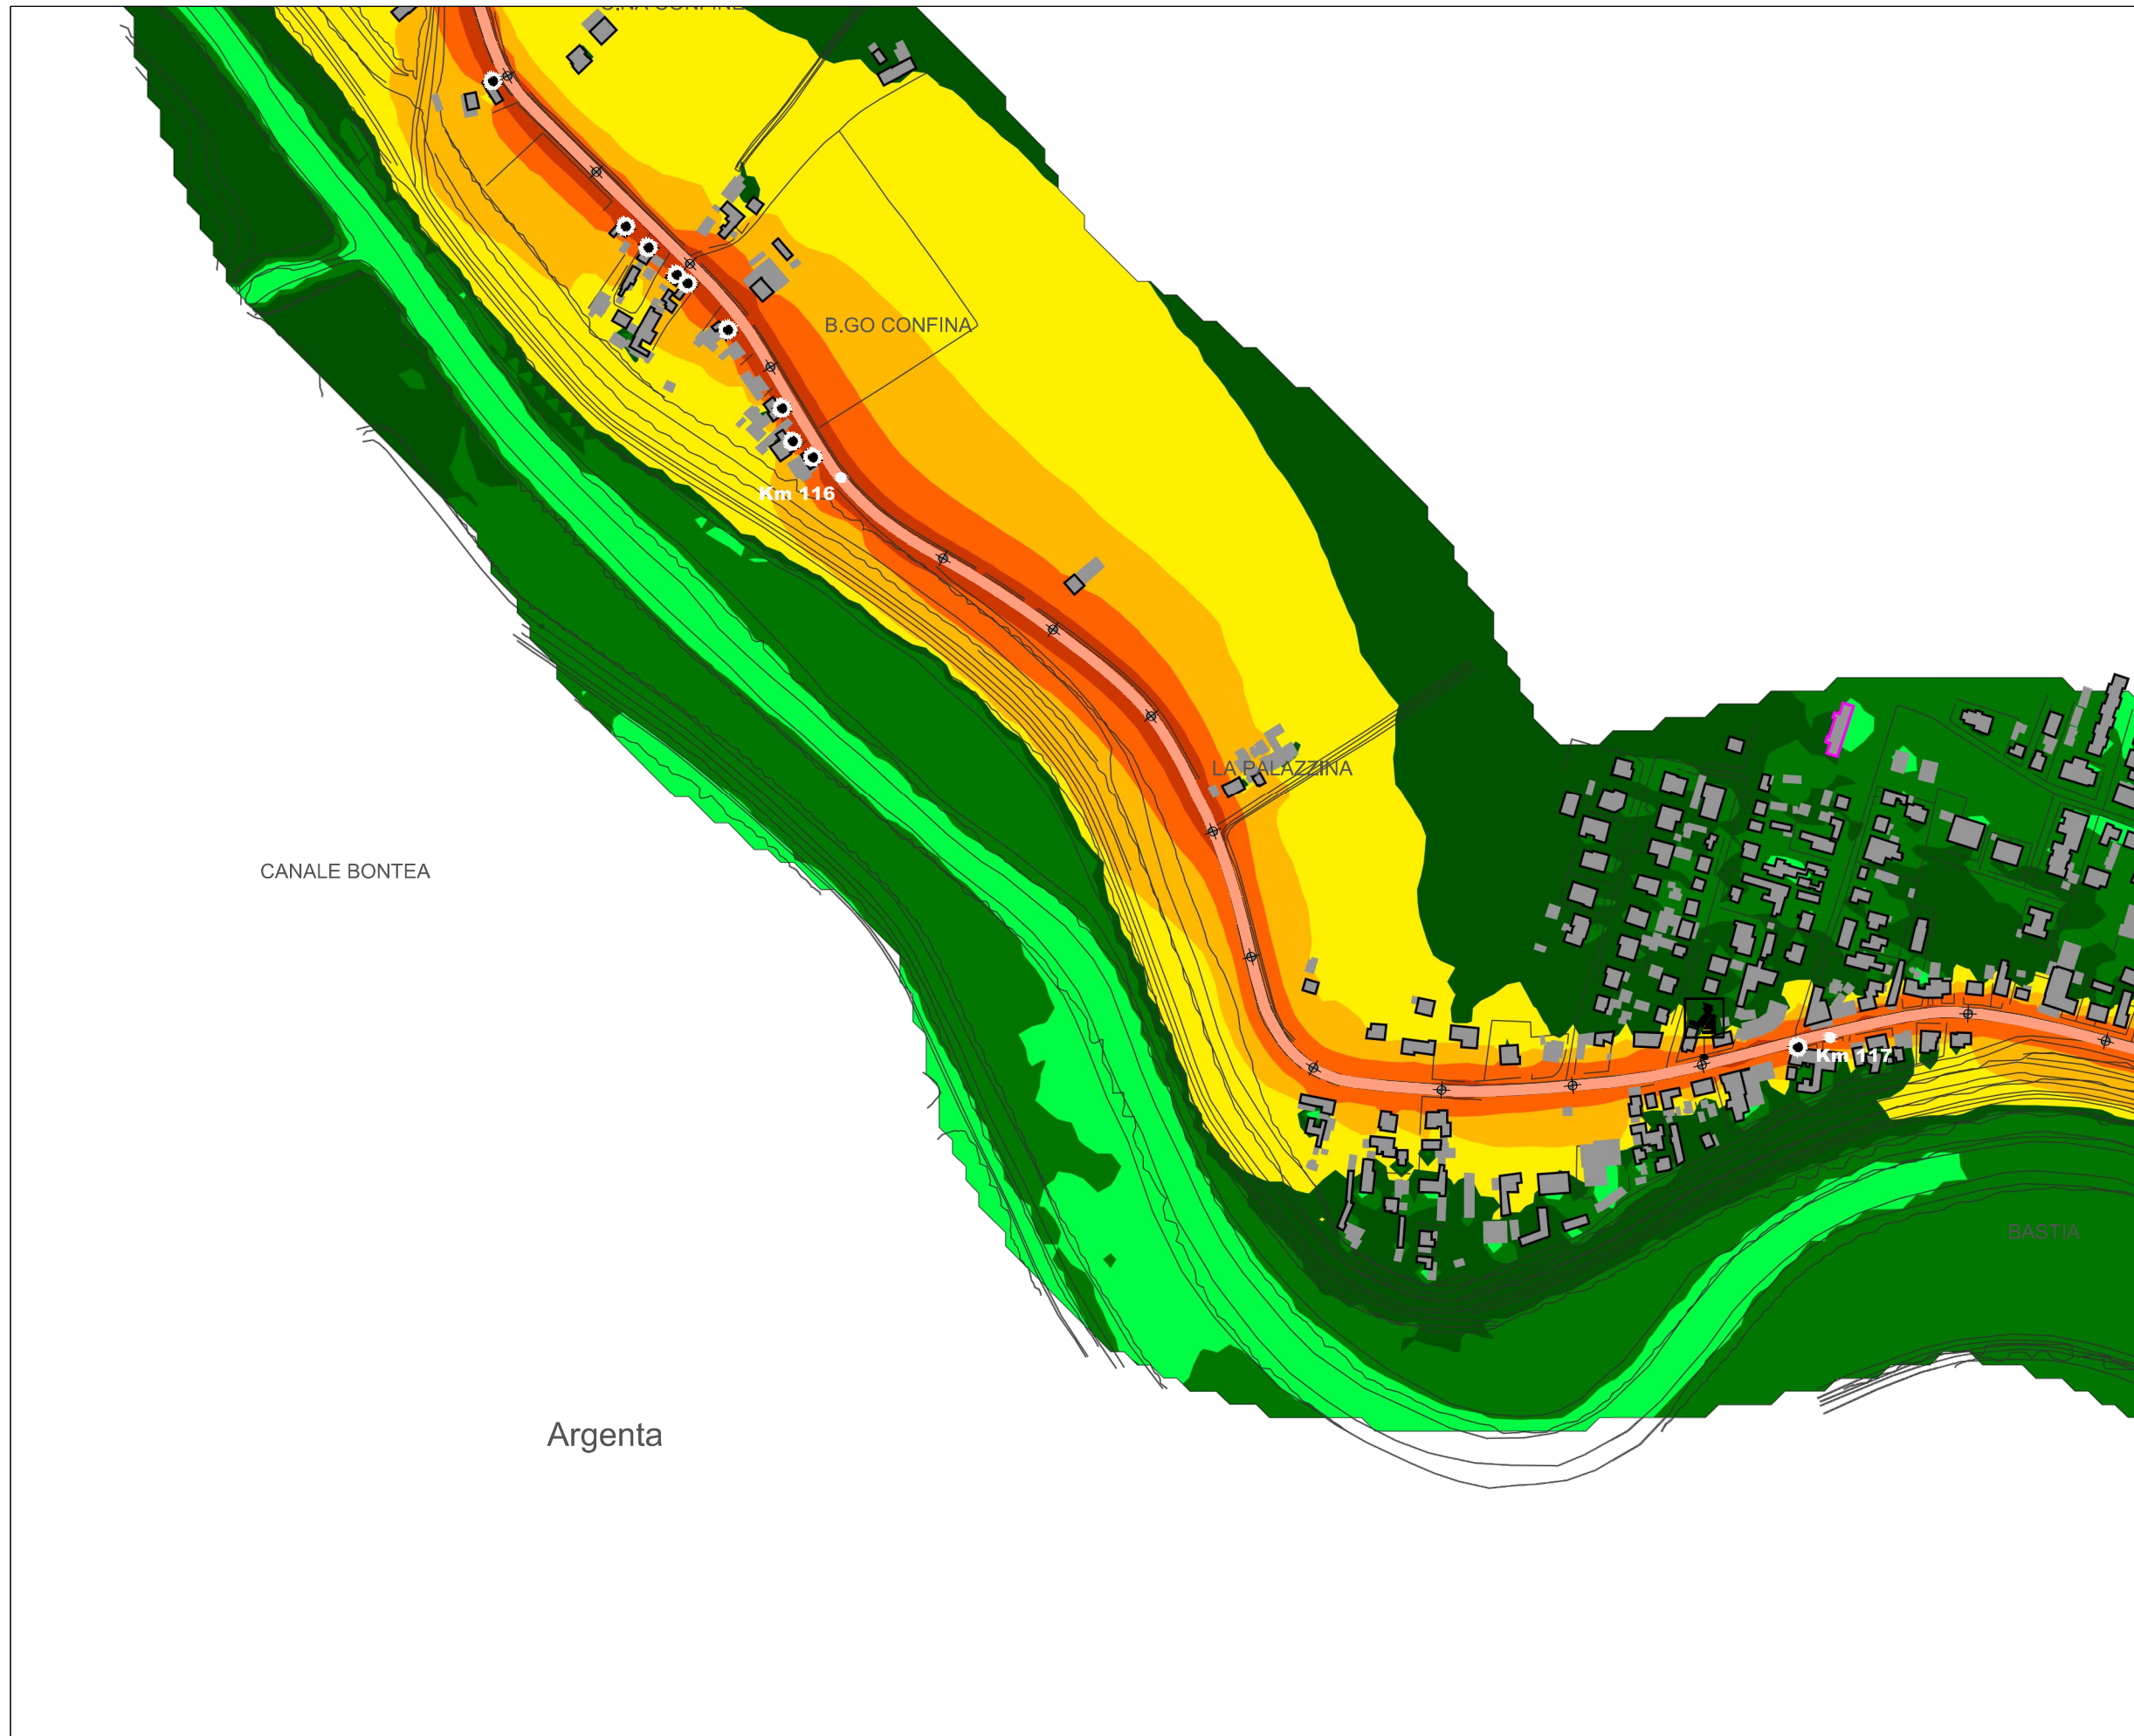 B.GO CONFINA
Km 116
LA PALAZZINA
CANALE BONTEA
Km 117
BASTIA
Argenta